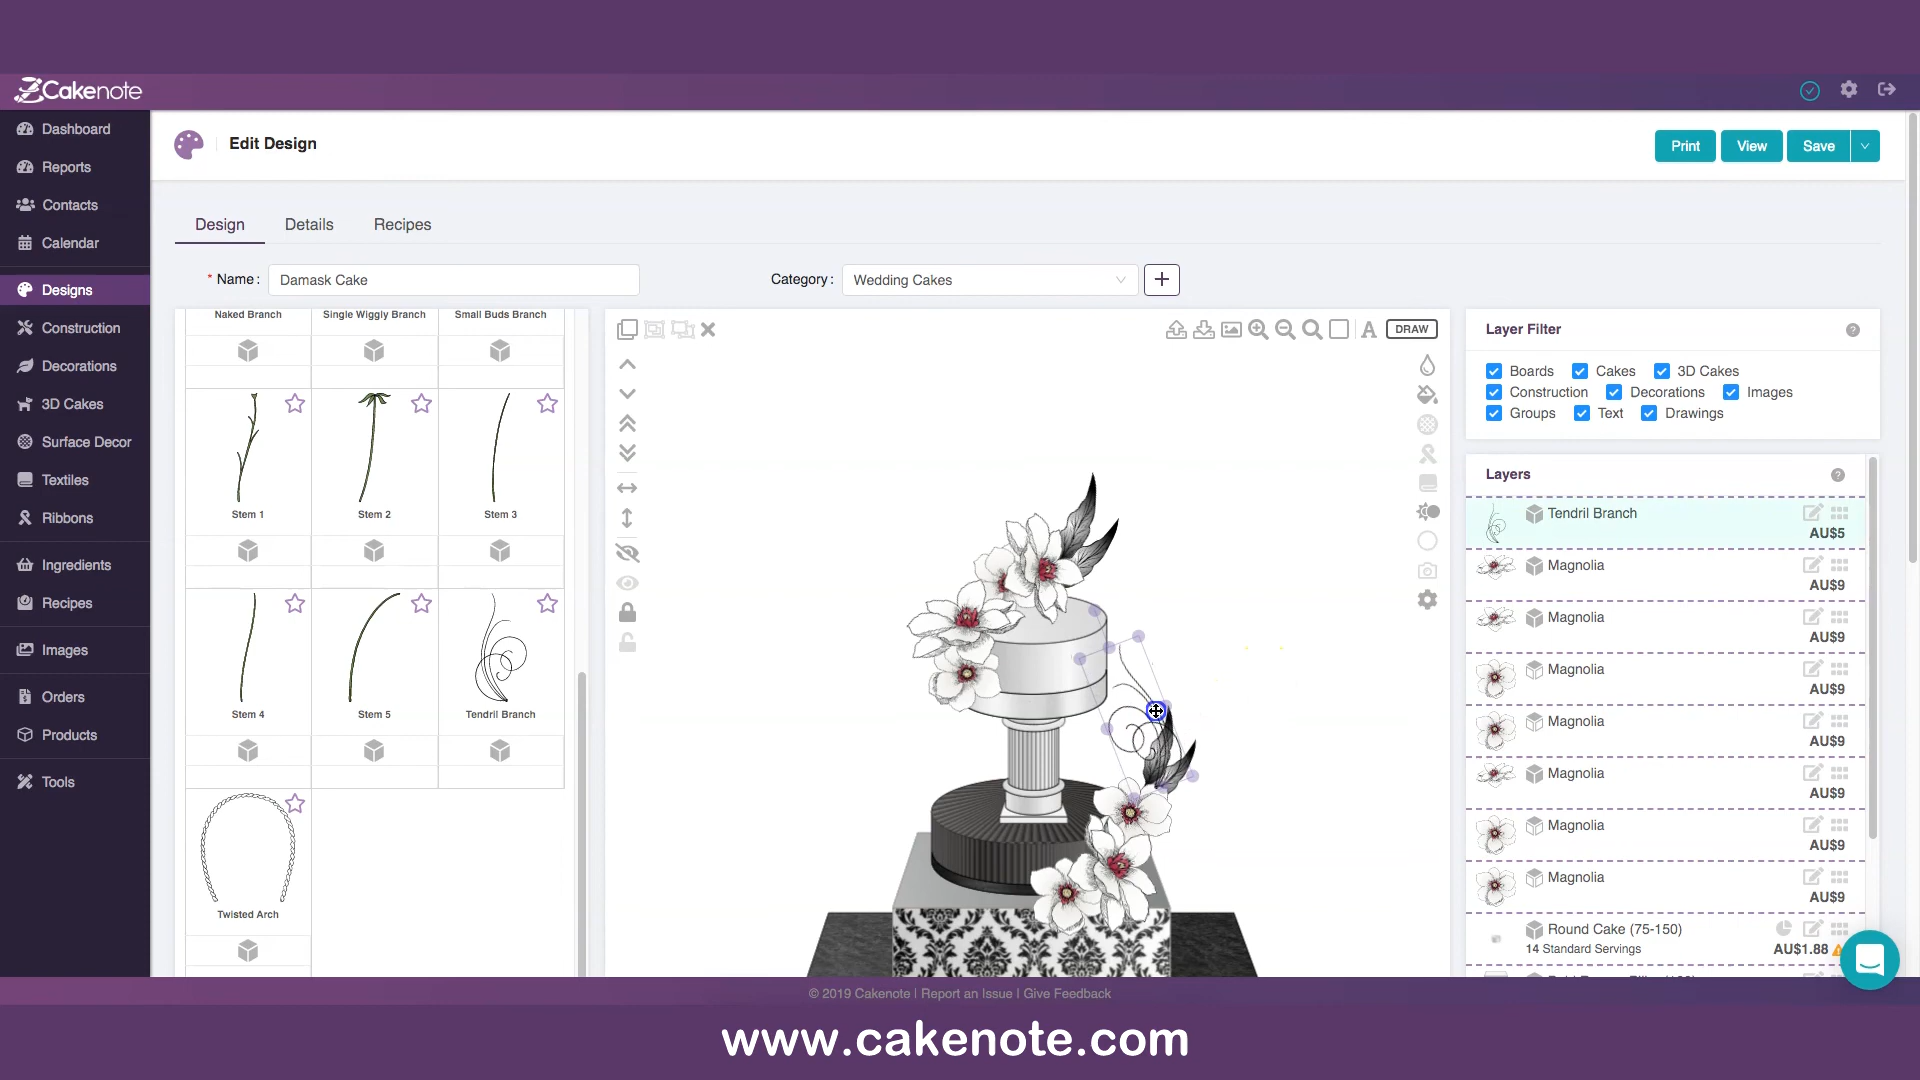 Cakenote
Dashboard
Reports
Contacts
Calendar
Designs
Construction
Decorations
3D Cakes
Surface Decor
Textiles
Ribbons
Ingredients
Recipes
Images
Orders
Products
Tools
Edit Design
Print
View
Save
Design
Details
Recipes
* Name :
Damask Cake
Category :
Wedding Cakes
Naked Branch
Single Wiggly Branch
Small Buds Branch
Stem 1
Stem 2
Stem 3
Stem 4
Stem 5
Tendril Branch
Twisted Arch
A
DRAW
Layer Filter
?
Boards
Cakes
3D Cakes
Construction
Decorations
Images
Groups
Text
Drawings
Layers
?
Tendril Branch
AU$5
Magnolia
AU$9
Magnolia
AU$9
Magnolia
AU$9
Magnolia
AU$9
Magnolia
AU$9
Magnolia
AU$9
Magnolia
AU$9
Round Cake (75-150)
14 Standard Servings
AU$1.88
© 2019 Cakenote | Report an Issue | Give Feedback
www.cakenote.com